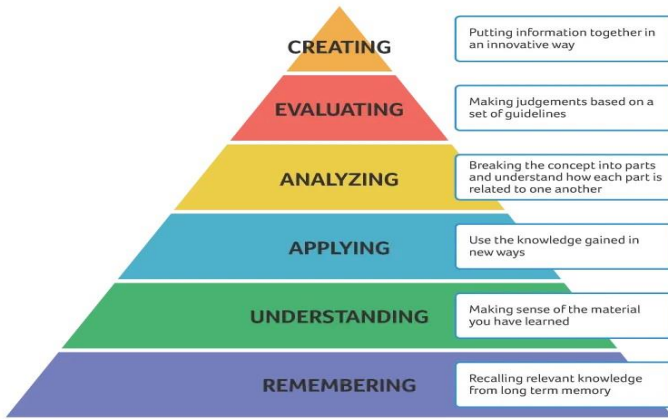 CREATING
Putting information together in
an innovative way
EVALUATING
Making judgements based on a
set of guidelines
ANALYZING
Breaking the concept into parts
and understand how each part is
related to one another
APPLYING
Use the knowledge gained in
new ways
UNDERSTANDING
Making sense of the material
you have learned
REMEMBERING
Recalling relevant knowledge
from long term memory